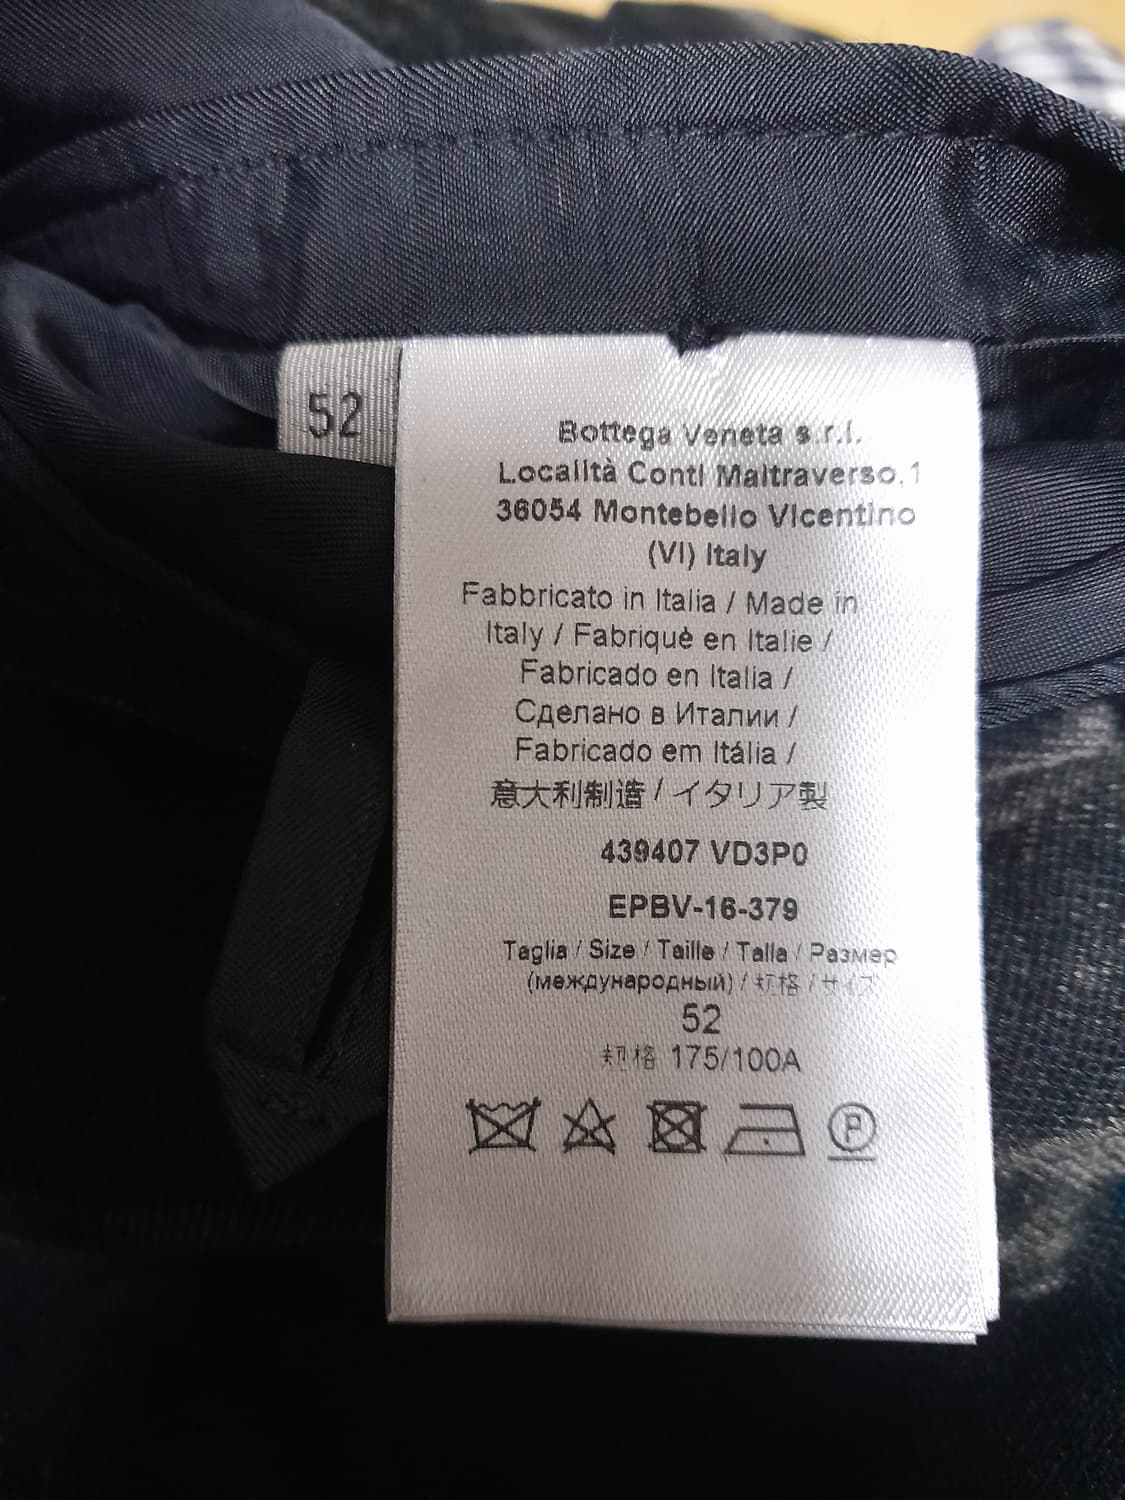 52
Bottega Veneta s.r.l.
Località Conti Maltraverso,1
36054 Montebello Vicentino
(VI) Italy
Fabbricato in Italia / Made in
Italy / Fabriquè en Italie /
Fabricado en Italia /
Сделано в Италии /
Fabricado em Itália /
意大利制造 / イタリア製
439407 VD3P0
EPBV-16-379
Taglia / Size / Taille / Talla / Размер
(международный) / 规格 / サイズ
52
规格 175/100A
P